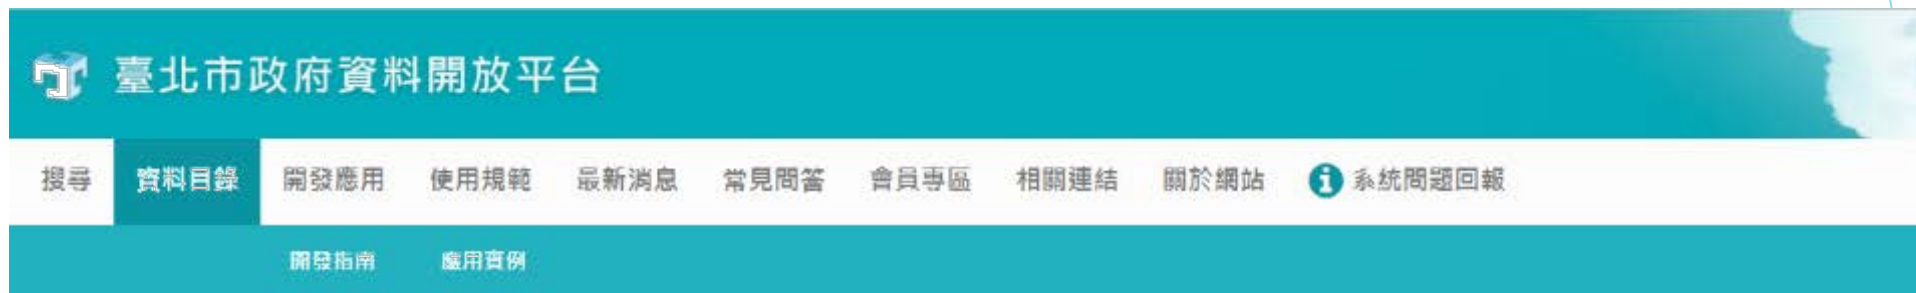 臺北市政府資料開放平台
搜尋 資料目錄 開發應用 使用規範 最新消息 常見問答 會員專區 相關連結 關於網站 系統問題回報
開發指南 應用實例